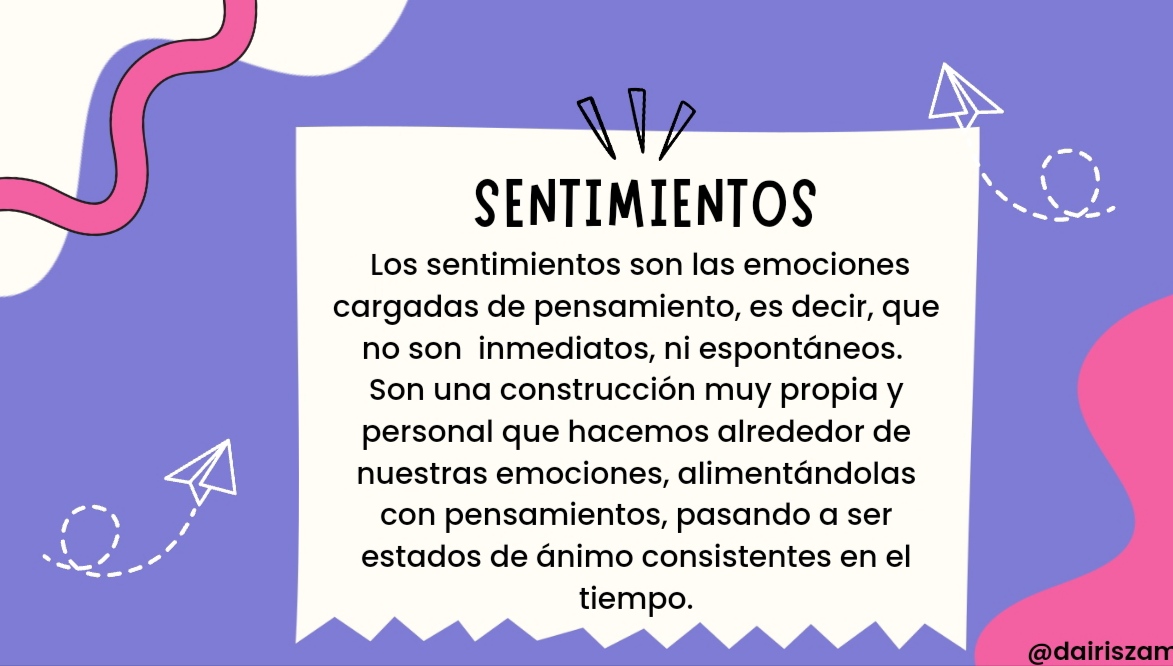 SENTIMIENTOS
Los sentimientos son las emociones
cargadas de pensamiento, es decir, que
no son inmediatos, ni espontáneos.
Son una construcción muy propia y
personal que hacemos alrededor de
nuestras emociones, alimentándolas
con pensamientos, pasando a ser
estados de ánimo consistentes en el
tiempo.
@dairiszam